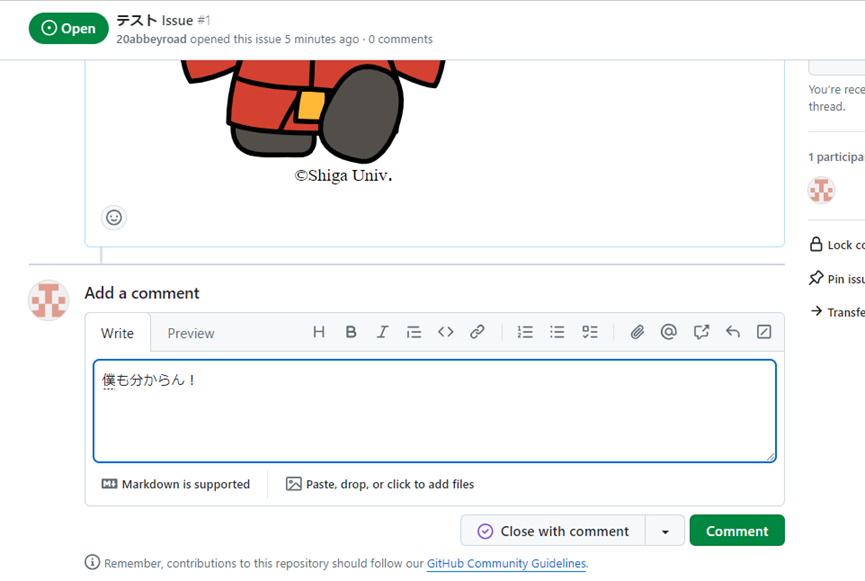 Open
テスト Issue #1
20abbeyroad opened this issue 5 minutes ago · 0 comments
©Shiga Univ.
You're rece
thread.
1 participa
Lock co
Pin issu
Transfe
Add a comment
Write
Preview
僕も分からん！
Markdown is supported
Paste, drop, or click to add files
Close with comment
Comment
Remember, contributions to this repository should follow our GitHub Community Guidelines.